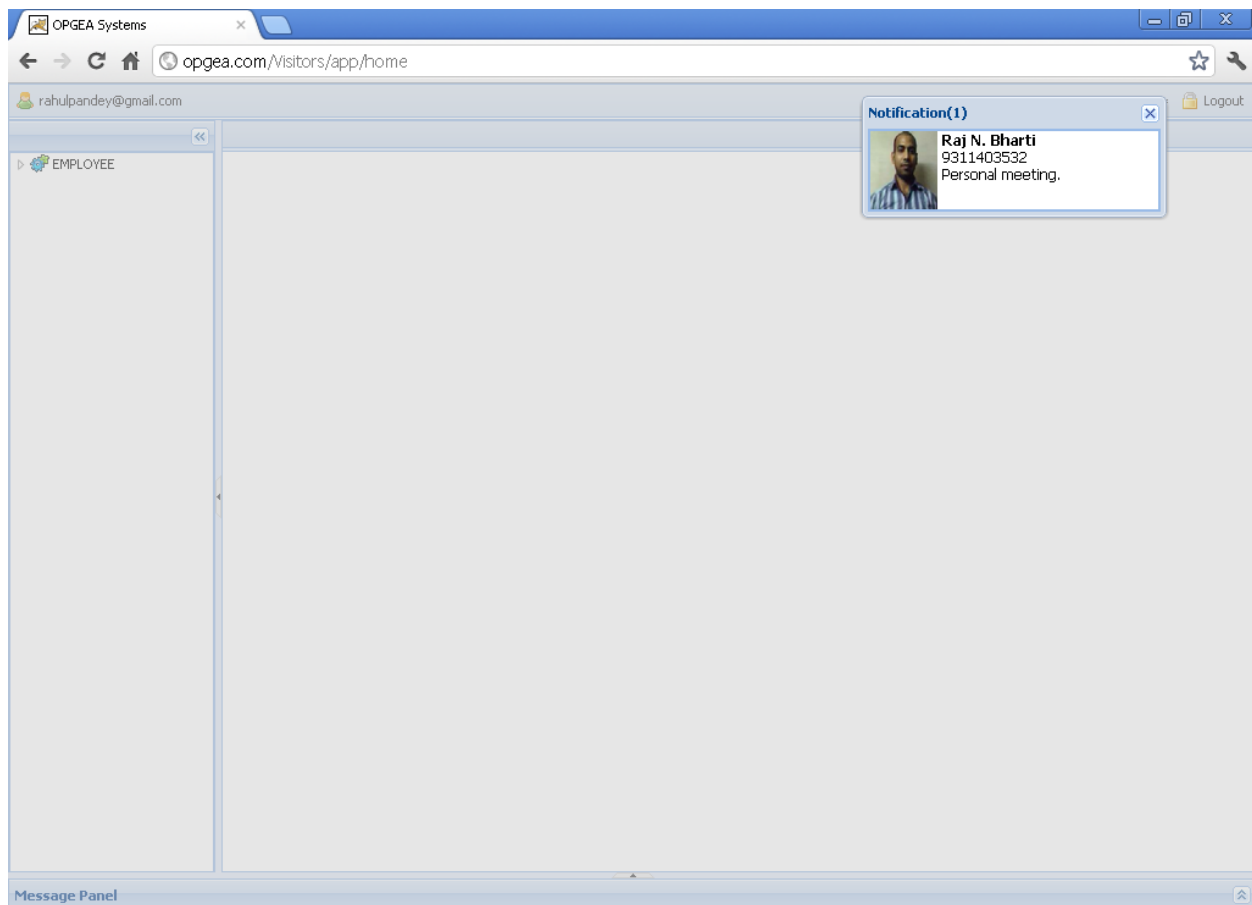 OPGEA Systems
opgea.com/Visitors/app/home
rahulpandey@gmail.com
Logout
Notification(1)
Raj N. Bharti
9311403532
Personal meeting.
EMPLOYEE
Message Panel